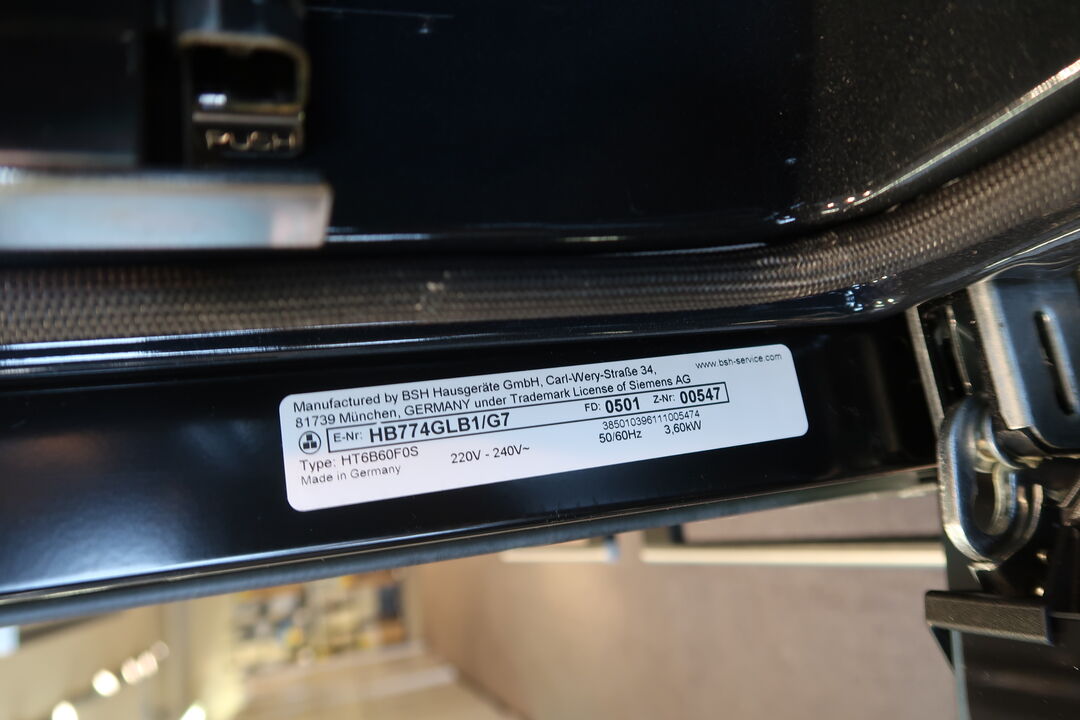 PUSH
Manufactured by BSH Hausgeräte GmbH, Carl-Wery-Straße 34, www.bsh-service.com
81739 München, GERMANY under Trademark License of Siemens AG
E-Nr: HB774GLB1/G7 FD: 0501 Z-Nr: 00547
Type: HT6B60F0S 385010396111005474
Made in Germany 220V - 240V~ 50/60Hz 3,60kW